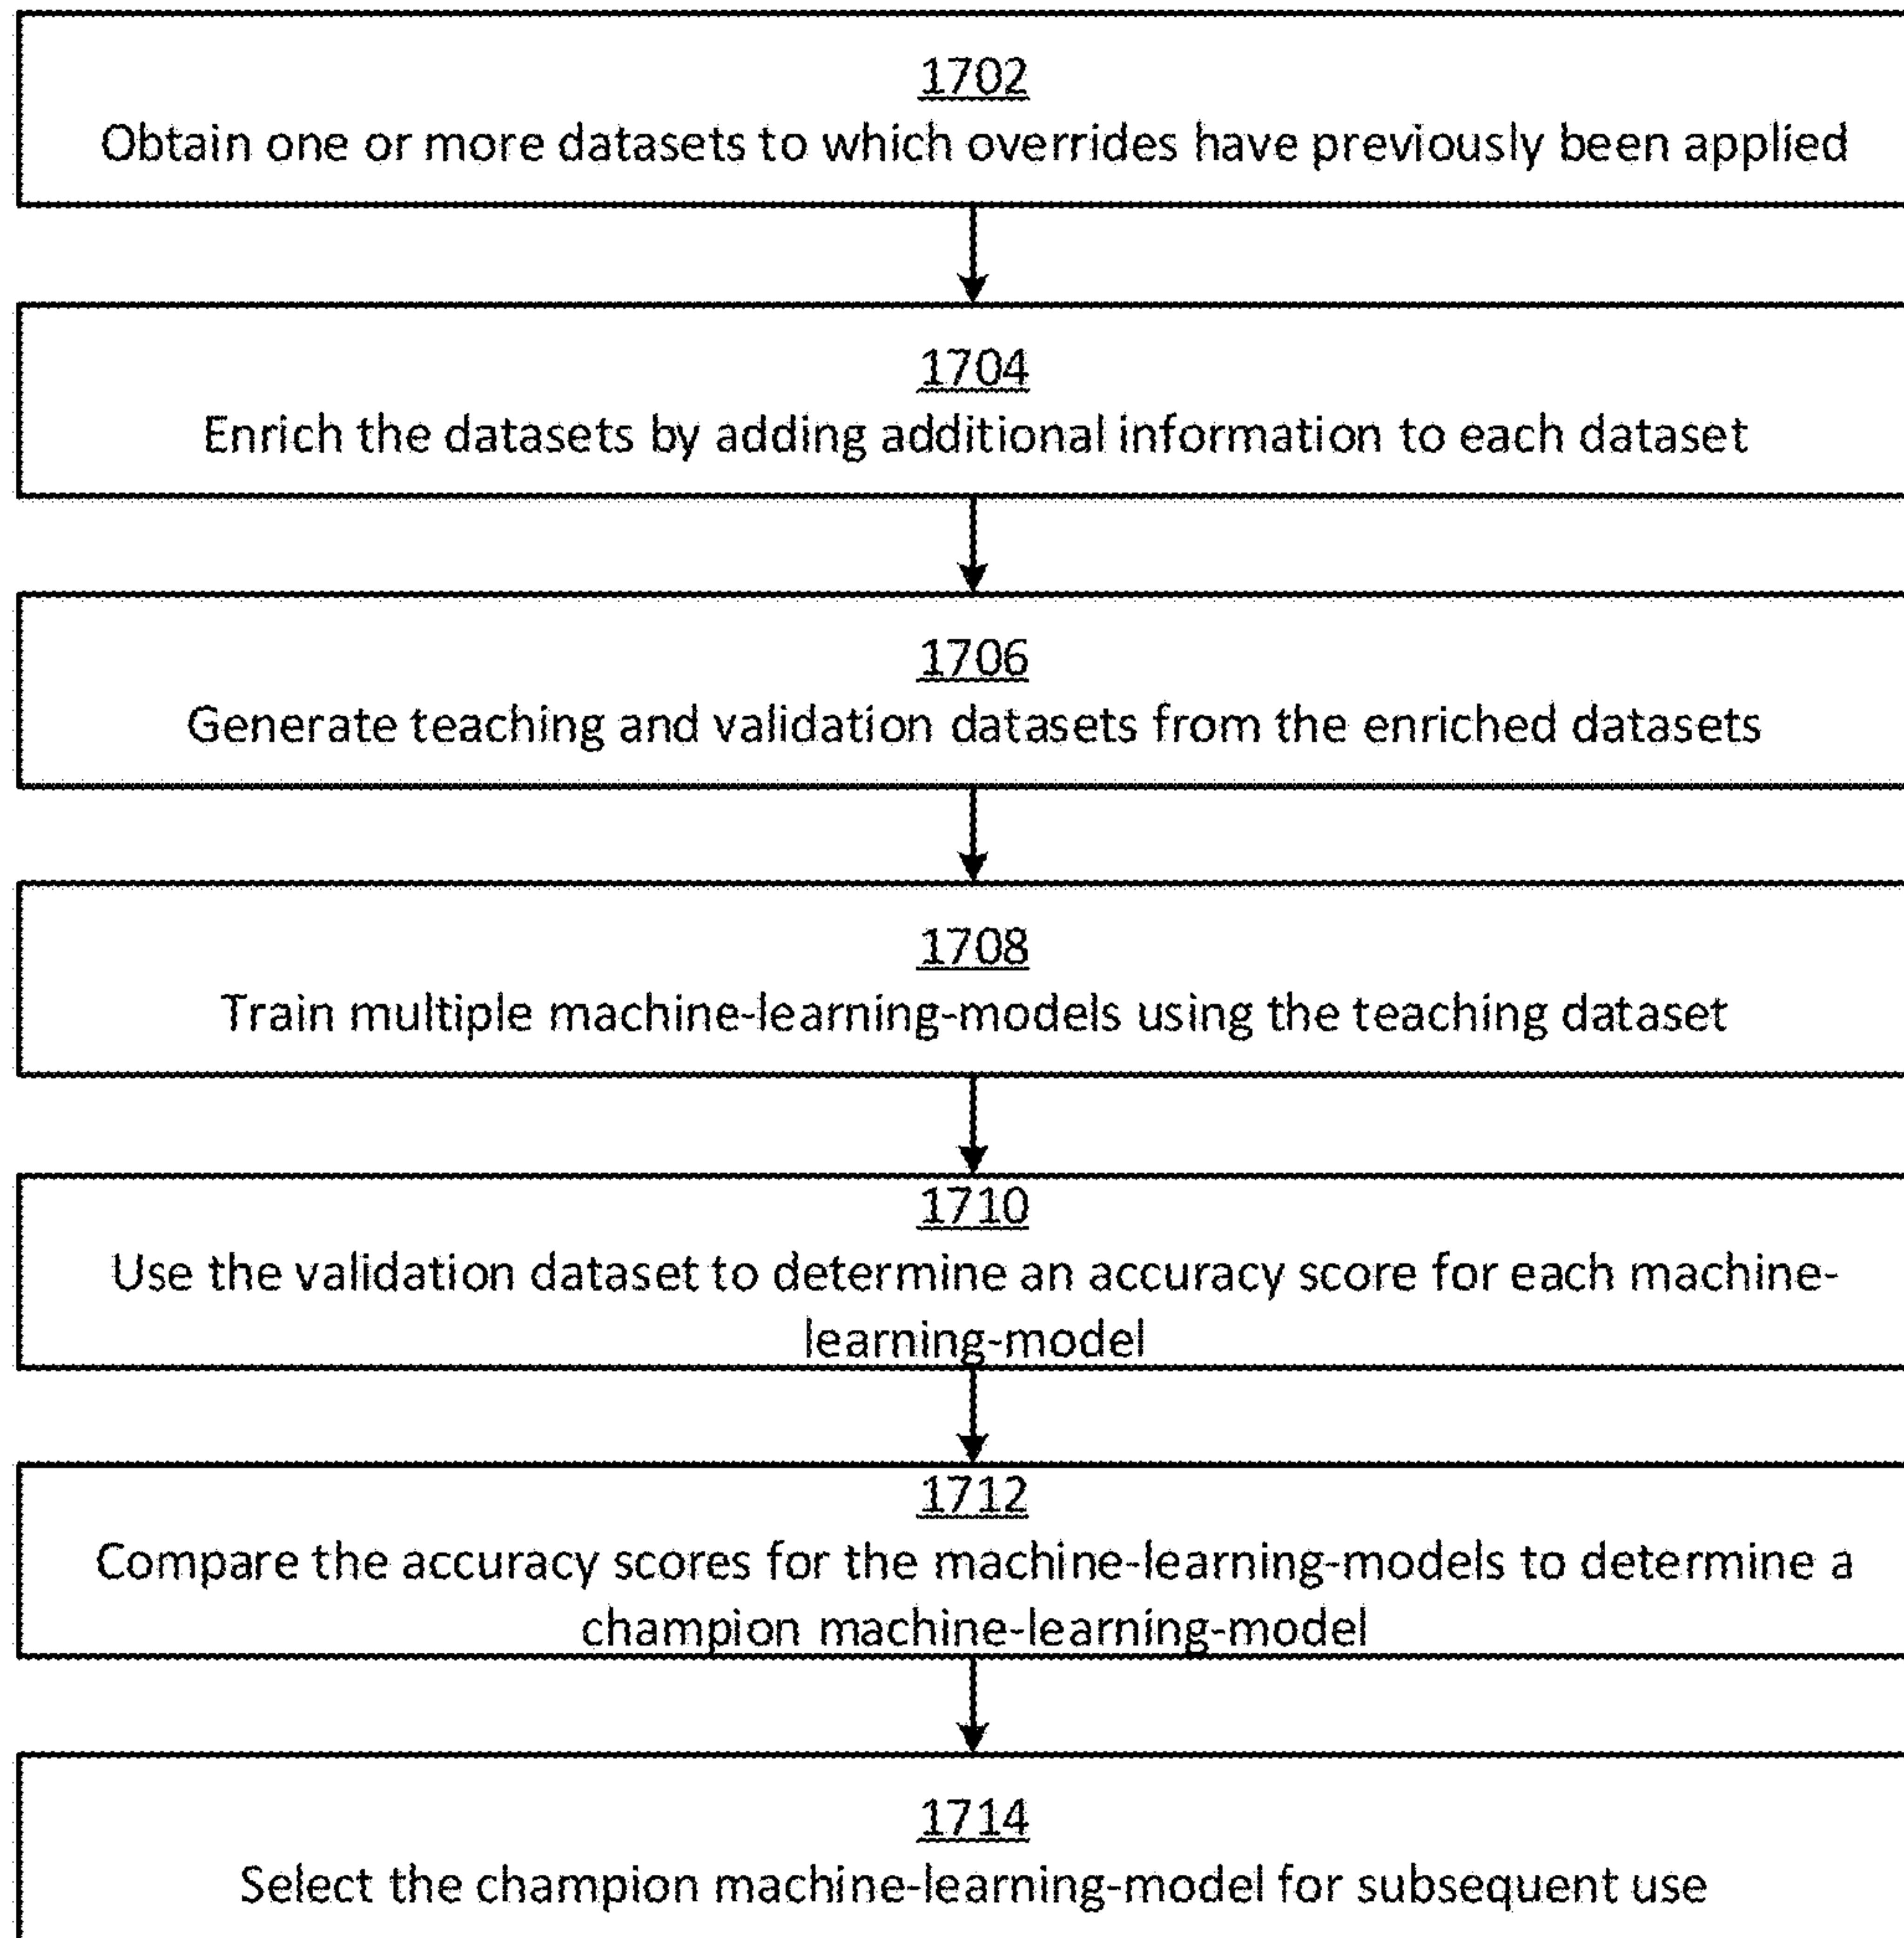 1702
Obtain one or more datasets to which overrides have previously been applied
1704
Enrich the datasets by adding additional information to each dataset
1706
Generate teaching and validation datasets from the enriched datasets
1708
Train multiple machine-learning-models using the teaching dataset
1710
Use the validation dataset to determine an accuracy score for each machine-
learning-model
1712
Compare the accuracy scores for the machine-learning-models to determine a
champion machine-learning-model
1714
Select the champion machine-learning-model for subsequent use